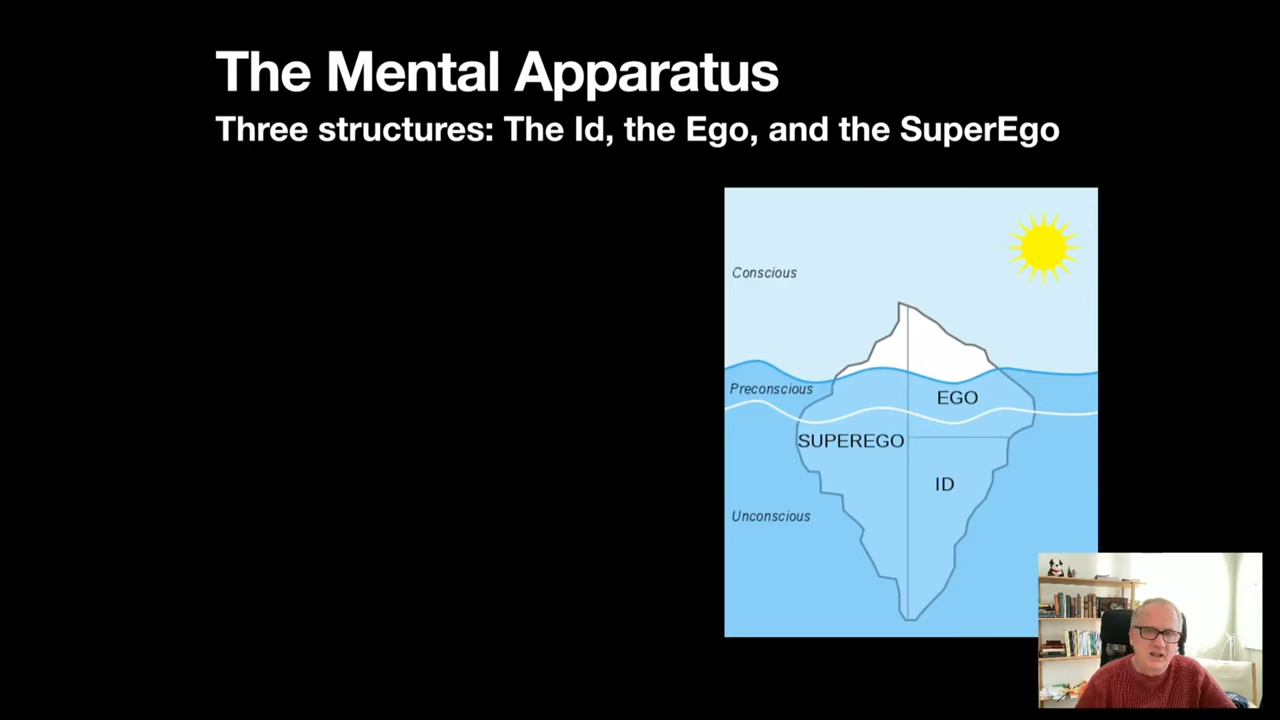 The Mental Apparatus
Three structures: The Id, the Ego, and the SuperEgo
Conscious
Preconscious
EGO
SUPEREGO
ID
Unconscious